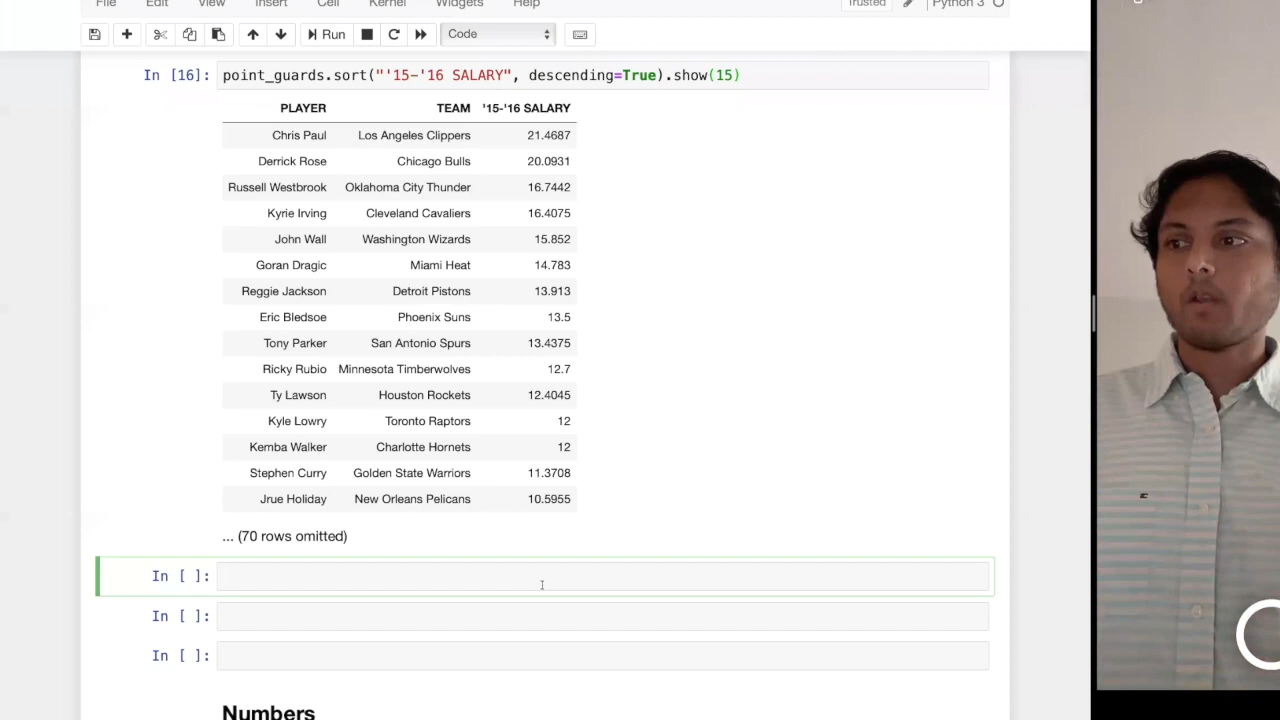 File Edit View Insert Cell Kernel Widgets Help Trusted Python 3
Run Code
In [16]: point_guards.sort("'15-'16 SALARY", descending=True).show(15)
PLAYER TEAM '15-'16 SALARY
Chris Paul Los Angeles Clippers 21.4687
Derrick Rose Chicago Bulls 20.0931
Russell Westbrook Oklahoma City Thunder 16.7442
Kyrie Irving Cleveland Cavaliers 16.4075
John Wall Washington Wizards 15.852
Goran Dragic Miami Heat 14.783
Reggie Jackson Detroit Pistons 13.913
Eric Bledsoe Phoenix Suns 13.5
Tony Parker San Antonio Spurs 13.4375
Ricky Rubio Minnesota Timberwolves 12.7
Ty Lawson Houston Rockets 12.4045
Kyle Lowry Toronto Raptors 12
Kemba Walker Charlotte Hornets 12
Stephen Curry Golden State Warriors 11.3708
Jrue Holiday New Orleans Pelicans 10.5955
... (70 rows omitted)
In [ ]:
In [ ]:
In [ ]:
Numbers